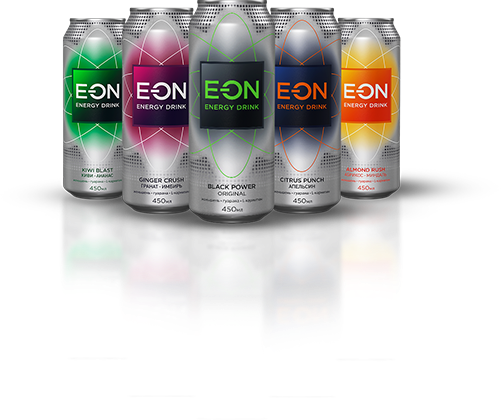 E-ON
ENERGY DRINK
KIWI BLAST
КИВИ - АНАНАС
450мл
E-ON
ENERGY DRINK
GINGER CRUSH
ГРАНАТ - ИМБИРЬ
450мл
E-ON
ENERGY DRINK
BLACK POWER
ORIGINAL
450мл
E-ON
ENERGY DRINK
CITRUS PUNCH
АПЕЛЬСИН
450мл
E-ON
ENERGY DRINK
ALMOND RUSH
450мл